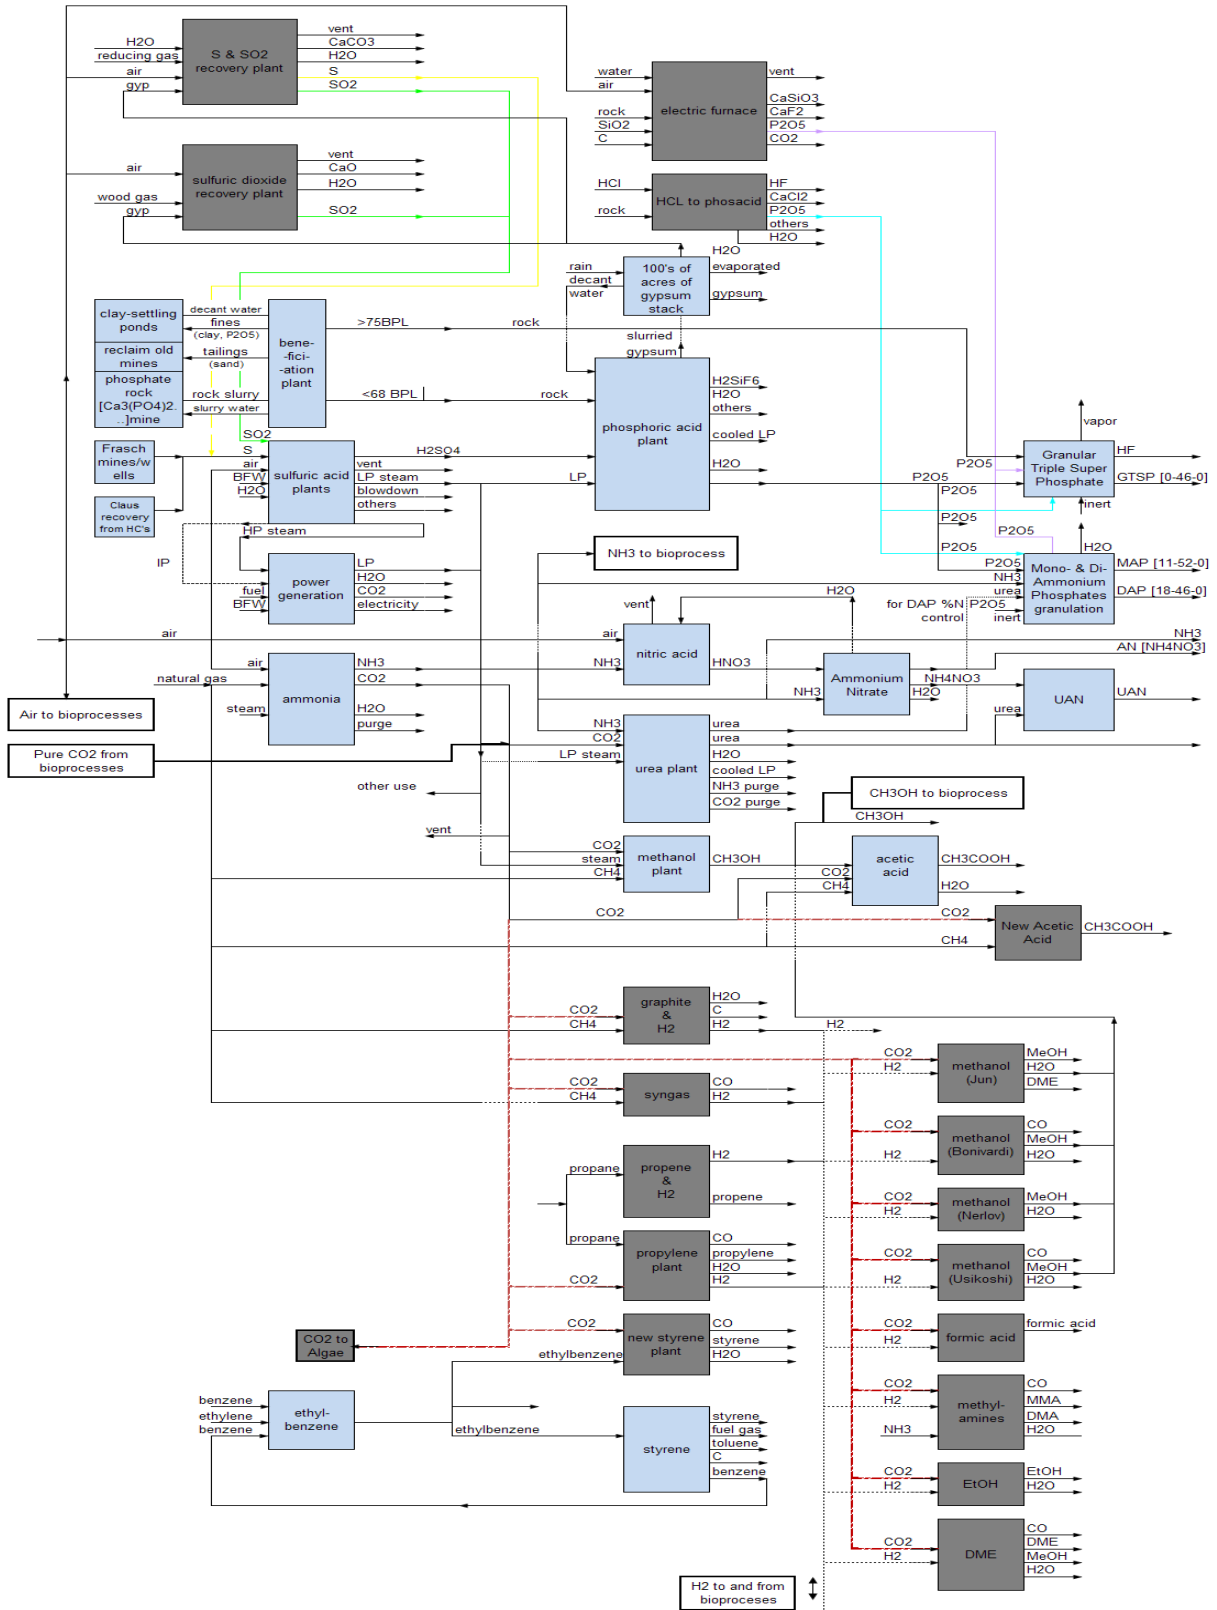 vent
CaCO3
H2O
S
SO2
H2O
reducing gas
air
gyp
S & SO2
recovery plant
water
air
rock
SiO2
C
electric furnace
vent
CaSiO3
CaF2
P2O5
CO2
air
wood gas
gyp
sulfuric dioxide
recovery plant
vent
CaO
H2O
SO2
HCl
rock
HCL to phosacid
HF
CaCl2
P2O5
others
H2O
H2O
rain
decant
water
100's of
acres of
gypsum
stack
evaporated
gypsum
slurried
gypsum
clay-settling
ponds
reclaim old
mines
phosphate
rock
[Ca3(PO4)2.
..]mine
decant water
fines
(clay, P2O5)
tailings
(sand)
rock slurry
slurry water
bene-
-fici-
-ation
plant
>75BPL
rock
<68 BPL
rock
phosphoric acid
plant
LP
H2SiF6
H2O
others
cooled LP
H2O
SO2
Frasch
mines/w
ells
Claus
recovery
from HC's
S
air
BFW
H2O
sulfuric acid
plants
H2SO4
vent
LP steam
blowdown
others
HP steam
IP
fuel
BFW
power
generation
LP
H2O
CO2
electricity
vapor
P2O5
P2O5
P2O5
P2O5
P2O5
P2O5
Granular
Triple Super
Phosphate
HF
GTSP [0-46-0]
inert
H2O
P2O5
NH3
urea
P2O5
inert
for DAP %N
control
Mono- & Di-
Ammonium
Phosphates
granulation
MAP [11-52-0]
DAP [18-46-0]
NH3 to bioprocess
air
vent
H2O
air
NH3
nitric acid
HNO3
NH3
Ammonium
Nitrate
NH4NO3
H2O
NH3
AN [NH4NO3]
urea
UAN
UAN
natural gas
air
steam
ammonia
NH3
CO2
H2O
purge
Air to bioprocesses
Pure CO2 from
bioprocesses
NH3
CO2
LP steam
urea plant
urea
urea
H2O
cooled LP
NH3 purge
CO2 purge
other use
vent
CH3OH to bioprocess
CH3OH
CO2
steam
CH4
methanol
plant
CH3OH
CO2
CH4
acetic
acid
CH3COOH
H2O
CO2
CO2
CH4
New Acetic
Acid
CH3COOH
CO2
CH4
graphite
&
H2
H2O
C
H2
H2
CO2
CH4
syngas
CO
H2
CO2
H2
methanol
(Jun)
MeOH
H2O
DME
CO2
H2
methanol
(Bonivardi)
CO
MeOH
H2O
propane
propene
&
H2
H2
propene
CO2
H2
methanol
(Nerlov)
MeOH
H2O
propane
CO2
propylene
plant
CO
propylene
H2O
H2
CO2
H2
methanol
(Usikoshi)
CO
MeOH
H2O
CO2 to
Algae
CO2
ethylbenzene
new styrene
plant
CO
styrene
H2O
CO2
H2
formic acid
formic acid
benzene
ethylene
benzene
ethyl-
benzene
ethylbenzene
styrene
styrene
fuel gas
toluene
C
benzene
CO2
H2
NH3
methyl-
amines
CO
MMA
DMA
H2O
CO2
H2
EtOH
EtOH
H2O
CO2
H2
DME
CO
DME
MeOH
H2O
H2 to and from
bioproceses